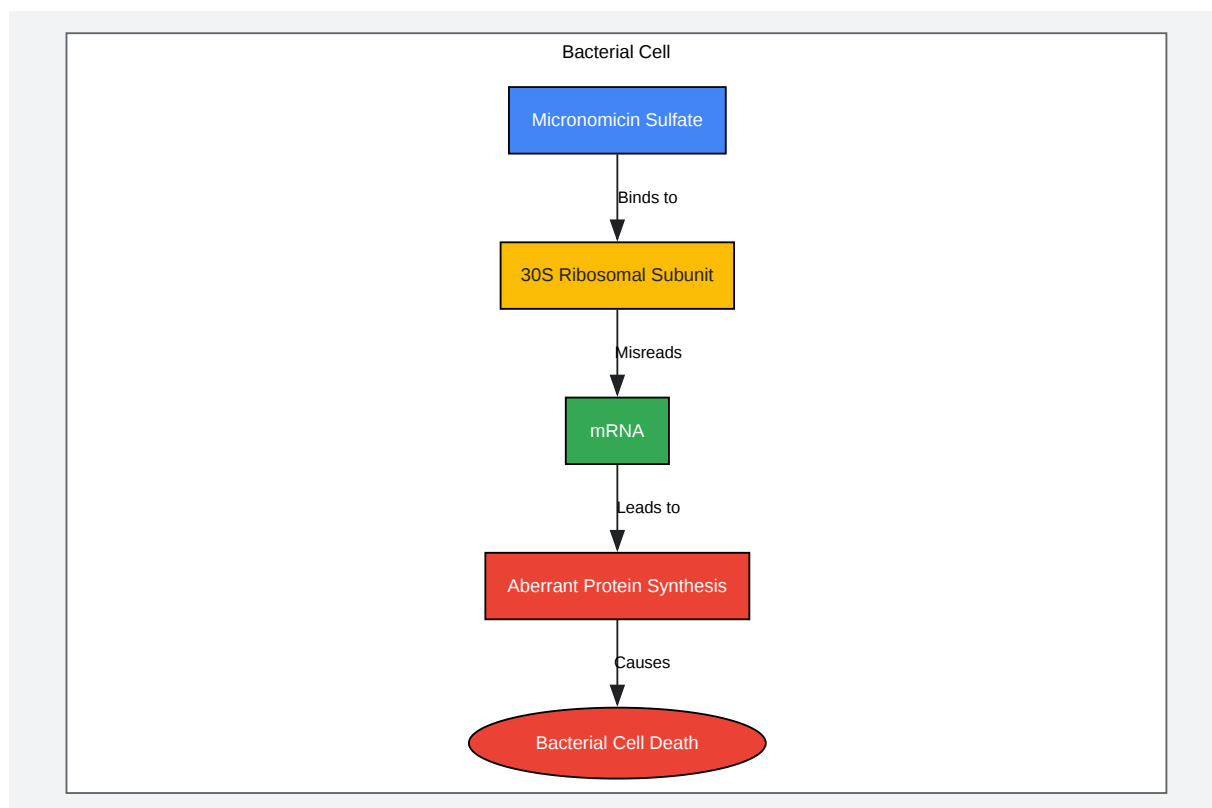 Bacterial Cell
Micronomicin Sulfate
Binds to
30S Ribosomal Subunit
Misreads
mRNA
Leads to
Aberrant Protein Synthesis
Causes
Bacterial Cell Death